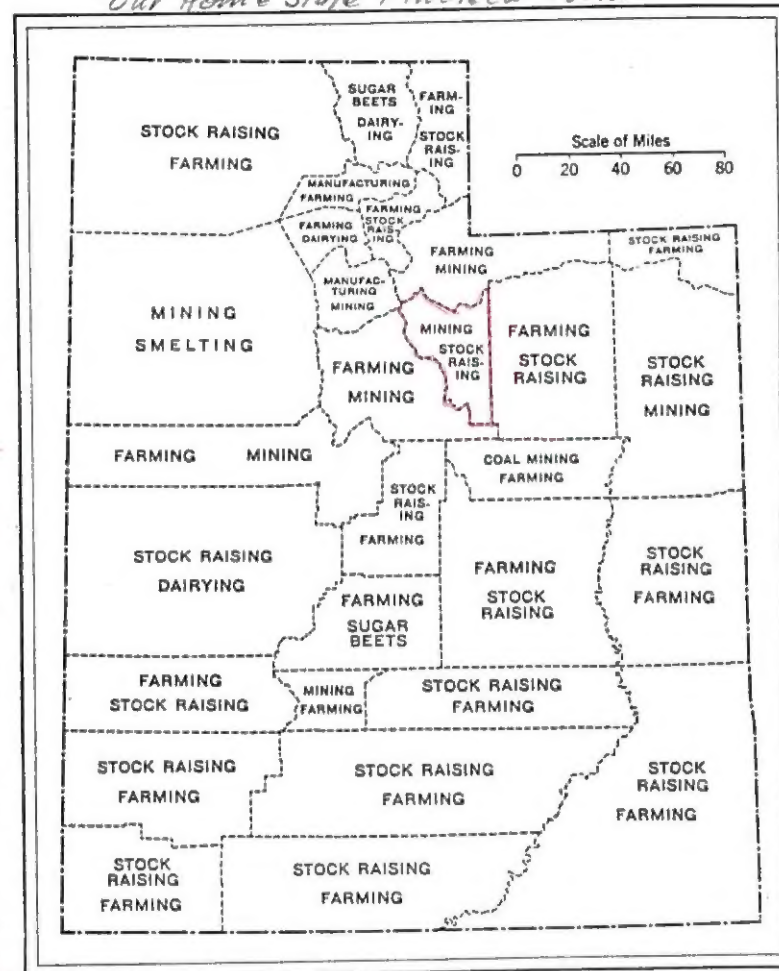 Our Home State
STOCK RAISING
FARMING
SUGAR
BEETS
DAIRY-
ING
FARM-
ING
STOCK
RAIS-
ING
Scale of Miles
0 20 40 60 80
MANUFACTURING
FARMING
FARMING
DAIRYING
FARMING
STOCK
RAIS-
ING
FARMING
MINING
STOCK RAISING
FARMING
MINING
SMELTING
MANUFAC-
TURING
MINING
MINING
STOCK
RAIS-
ING
FARMING
STOCK
RAISING
STOCK
RAISING
MINING
FARMING
MINING
FARMING MINING
STOCK
RAIS-
ING
FARMING
COAL MINING
FARMING
STOCK RAISING
DAIRYING
FARMING
SUGAR
BEETS
FARMING
STOCK
RAISING
STOCK
RAISING
FARMING
FARMING
STOCK RAISING
MINING
FARMING
STOCK RAISING
FARMING
STOCK RAISING
FARMING
STOCK RAISING
FARMING
STOCK
RAISING
FARMING
STOCK
RAISING
FARMING
STOCK RAISING
FARMING